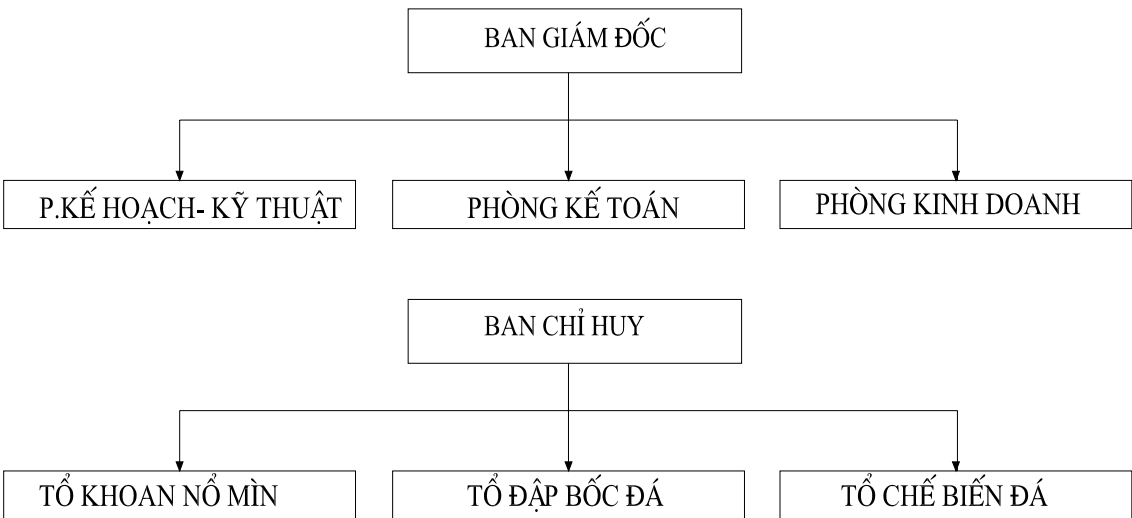 BAN GIÁM ĐỐC
P.KẾ HOẠCH- KỸ THUẬT
PHÒNG KẾ TOÁN
PHÒNG KINH DOANH
BAN CHỈ HUY
TỔ KHOAN NỔ MÌN
TỔ ĐẬP BỐC ĐÁ
TỔ CHẾ BIẾN ĐÁ